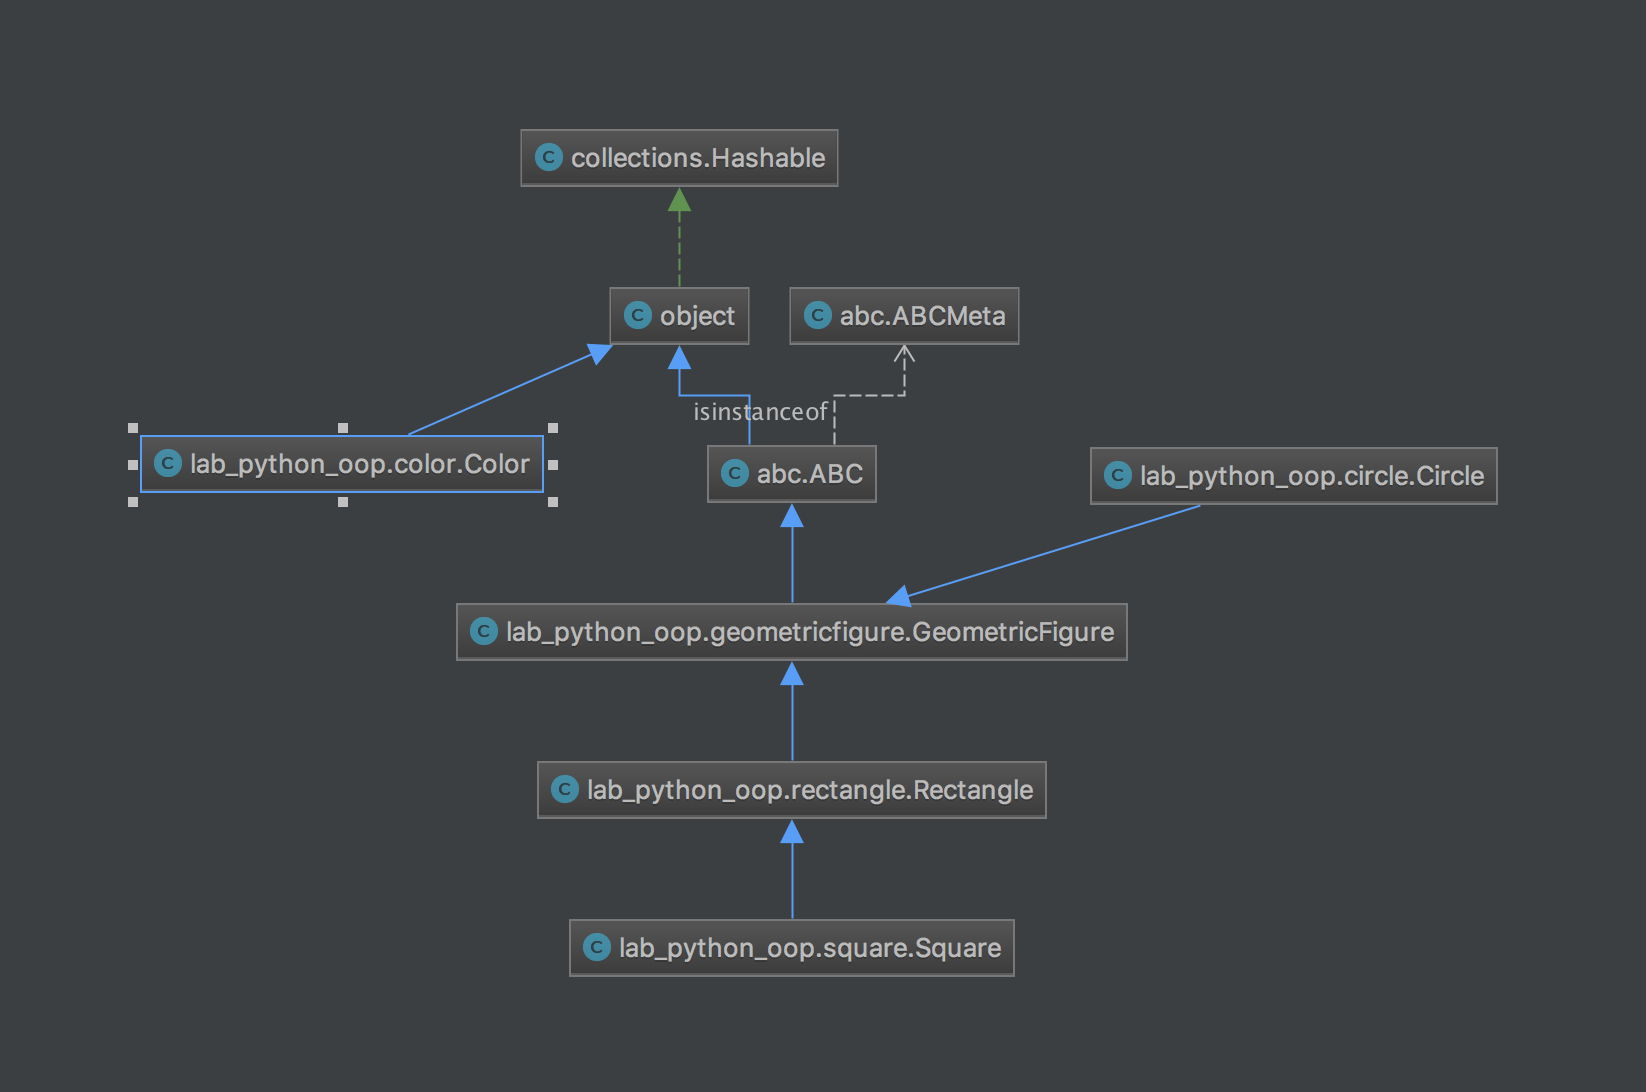 C collections.Hashable
C object
C abc.ABCMeta
isinstanceof
C lab_python_oop.color.Color
C abc.ABC
C lab_python_oop.circle.Circle
C lab_python_oop.geometricfigure.GeometricFigure
C lab_python_oop.rectangle.Rectangle
C lab_python_oop.square.Square